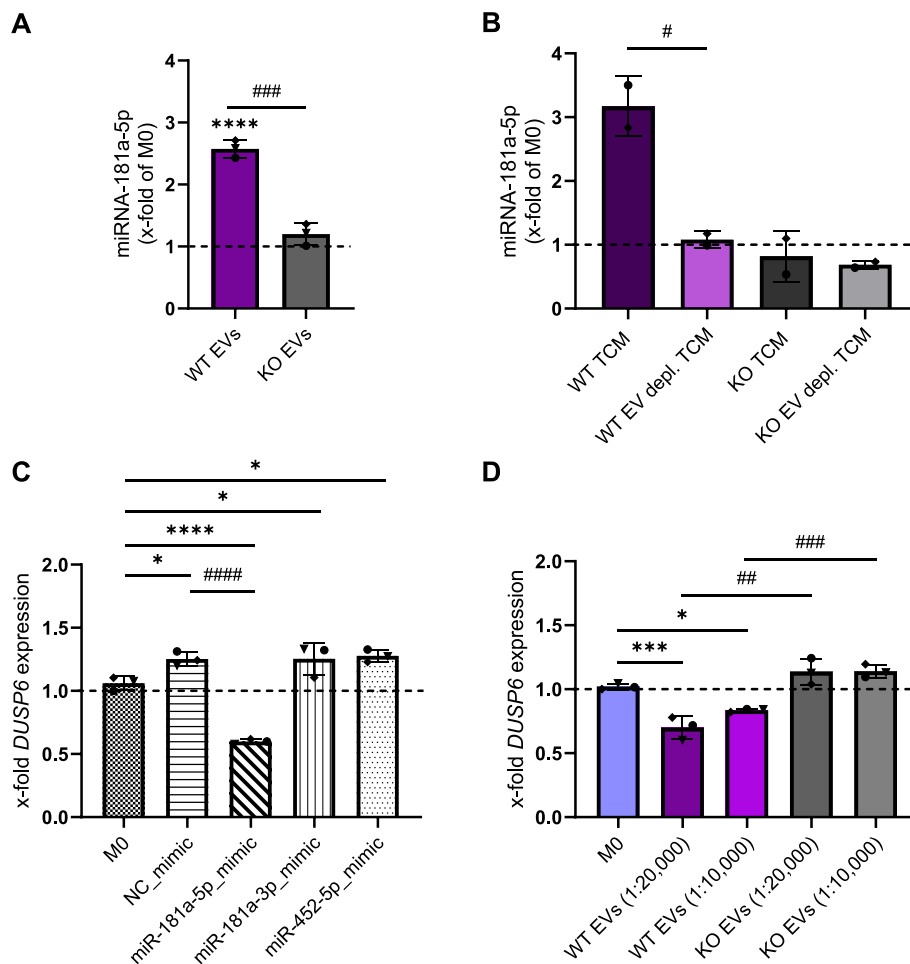 A
miRNA-181a-5p
(x-fold of M0)
4
3
2
1
0
###
****
WT EVs
KO EVs
B
miRNA-181a-5p
(x-fold of M0)
4
3
2
1
0
#
WT TCM
WT EV depl. TCM
KO TCM
KO EV depl. TCM
C
x-fold DUSP6 expression
2.0
1.5
1.0
0.5
0.0
*
*
****
*
####
M0
NC_mimic
miR-181a-5p_mimic
miR-181a-3p_mimic
miR-452-5p_mimic
D
x-fold DUSP6 expression
2.0
1.5
1.0
0.5
0.0
###
##
*
***
M0
WT EVs (1:20,000)
WT EVs (1:10,000)
KO EVs (1:20,000)
KO EVs (1:10,000)